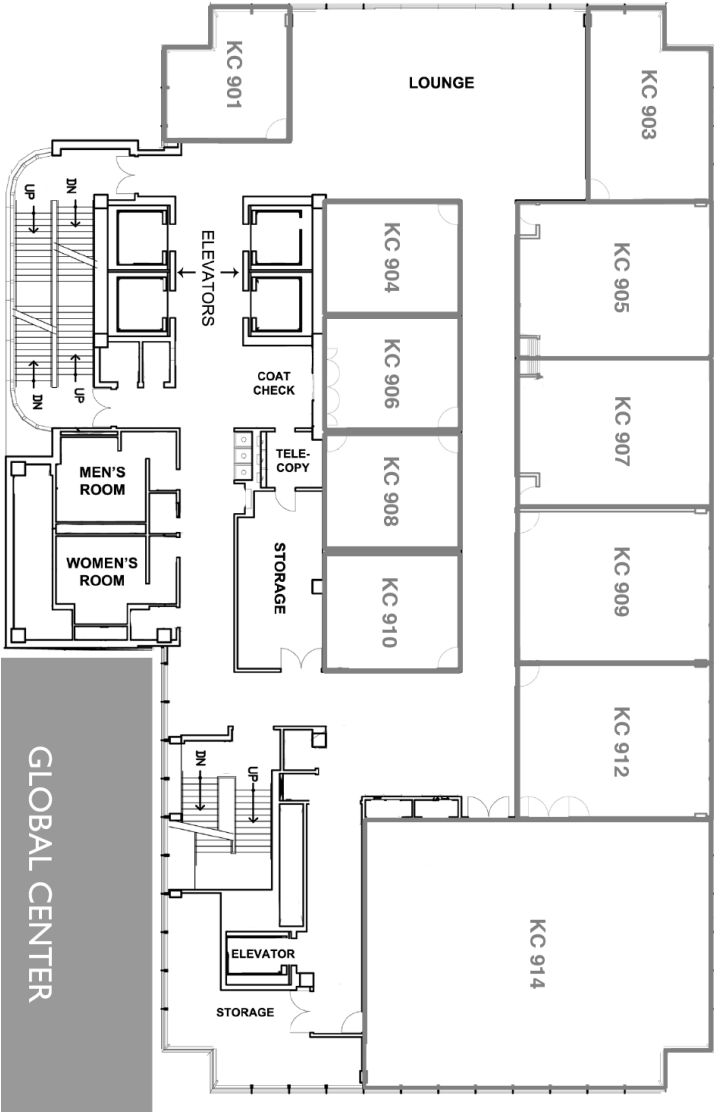 KC 901
LOUNGE
KC 903
DN
UP
ELEVATORS
KC 904
KC 905
COAT
CHECK
KC 906
KC 907
DN
UP
MEN'S
ROOM
TELE-
COPY
KC 908
WOMEN'S
ROOM
STORAGE
KC 909
KC 910
KC 912
DN
UP
GLOBAL CENTER
KC 914
ELEVATOR
STORAGE